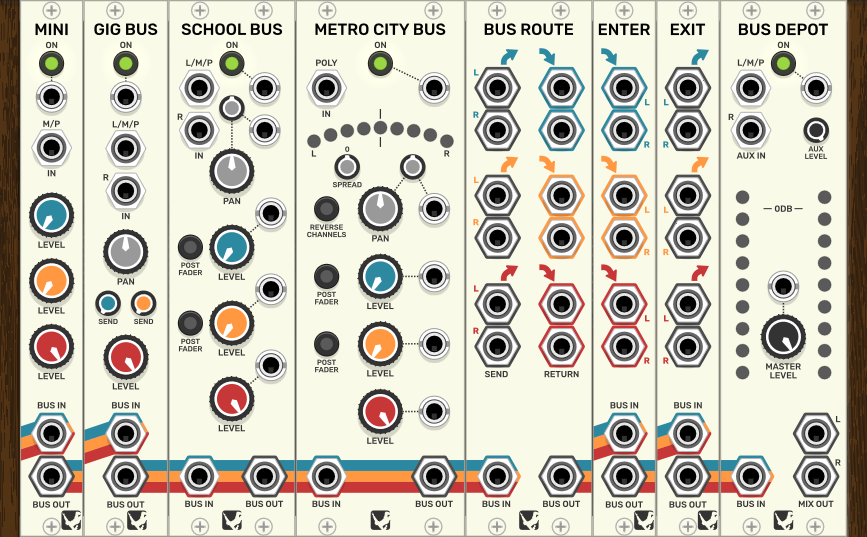 MINI
ON
M/P
IN
LEVEL
LEVEL
LEVEL
BUS IN
BUS OUT
GIG BUS
ON
L/M/P
R
IN
PAN
SEND SEND
LEVEL
BUS IN
BUS OUT
SCHOOL BUS
ON
L/M/P
R
IN
PAN
POST
FADER
LEVEL
POST
FADER
LEVEL
LEVEL
BUS IN BUS OUT
METRO CITY BUS
POLY
ON
IN
L R
0
SPREAD
REVERSE
CHANNELS
PAN
POST
FADER
LEVEL
POST
FADER
LEVEL
LEVEL
BUS IN BUS OUT
BUS ROUTE
L
R
L
R
L
R
SEND RETURN
BUS IN BUS OUT
ENTER
L
R
L
R
L
R
BUS IN
BUS OUT
EXIT
L
R
L
R
L
R
BUS IN
BUS OUT
BUS DEPOT
ON
L/M/P
R
AUX IN
AUX
LEVEL
0DB
MASTER
LEVEL
L
R
BUS IN MIX OUT